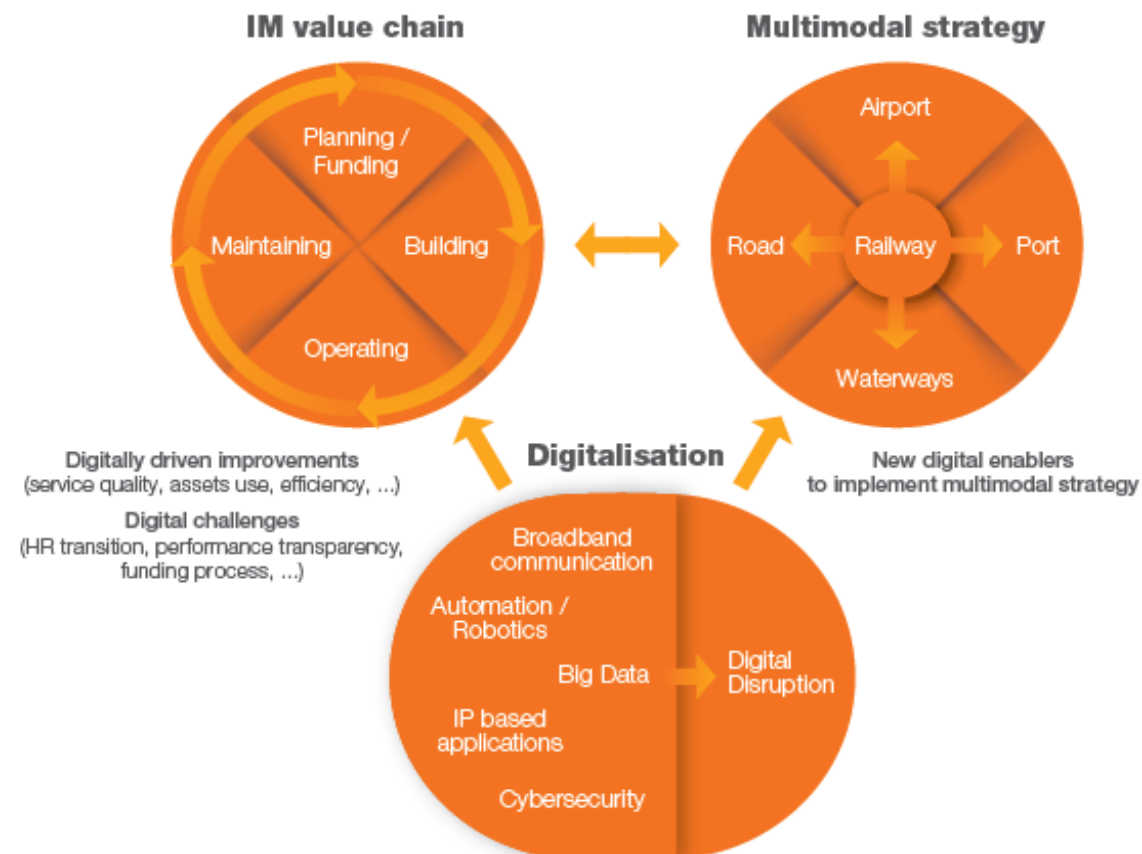 IM value chain
Planning /
Funding
Maintaining
Building
Operating
Multimodal strategy
Airport
Road
Railway
Port
Waterways
Digitally driven improvements
(service quality, assets use, efficiency, ...)
Digital challenges
(HR transition, performance transparency,
funding process, ...)
Digitalisation
New digital enablers
to implement multimodal strategy
Broadband
communication
Automation /
Robotics
Big Data
IP based
applications
Cybersecurity
Digital
Disruption